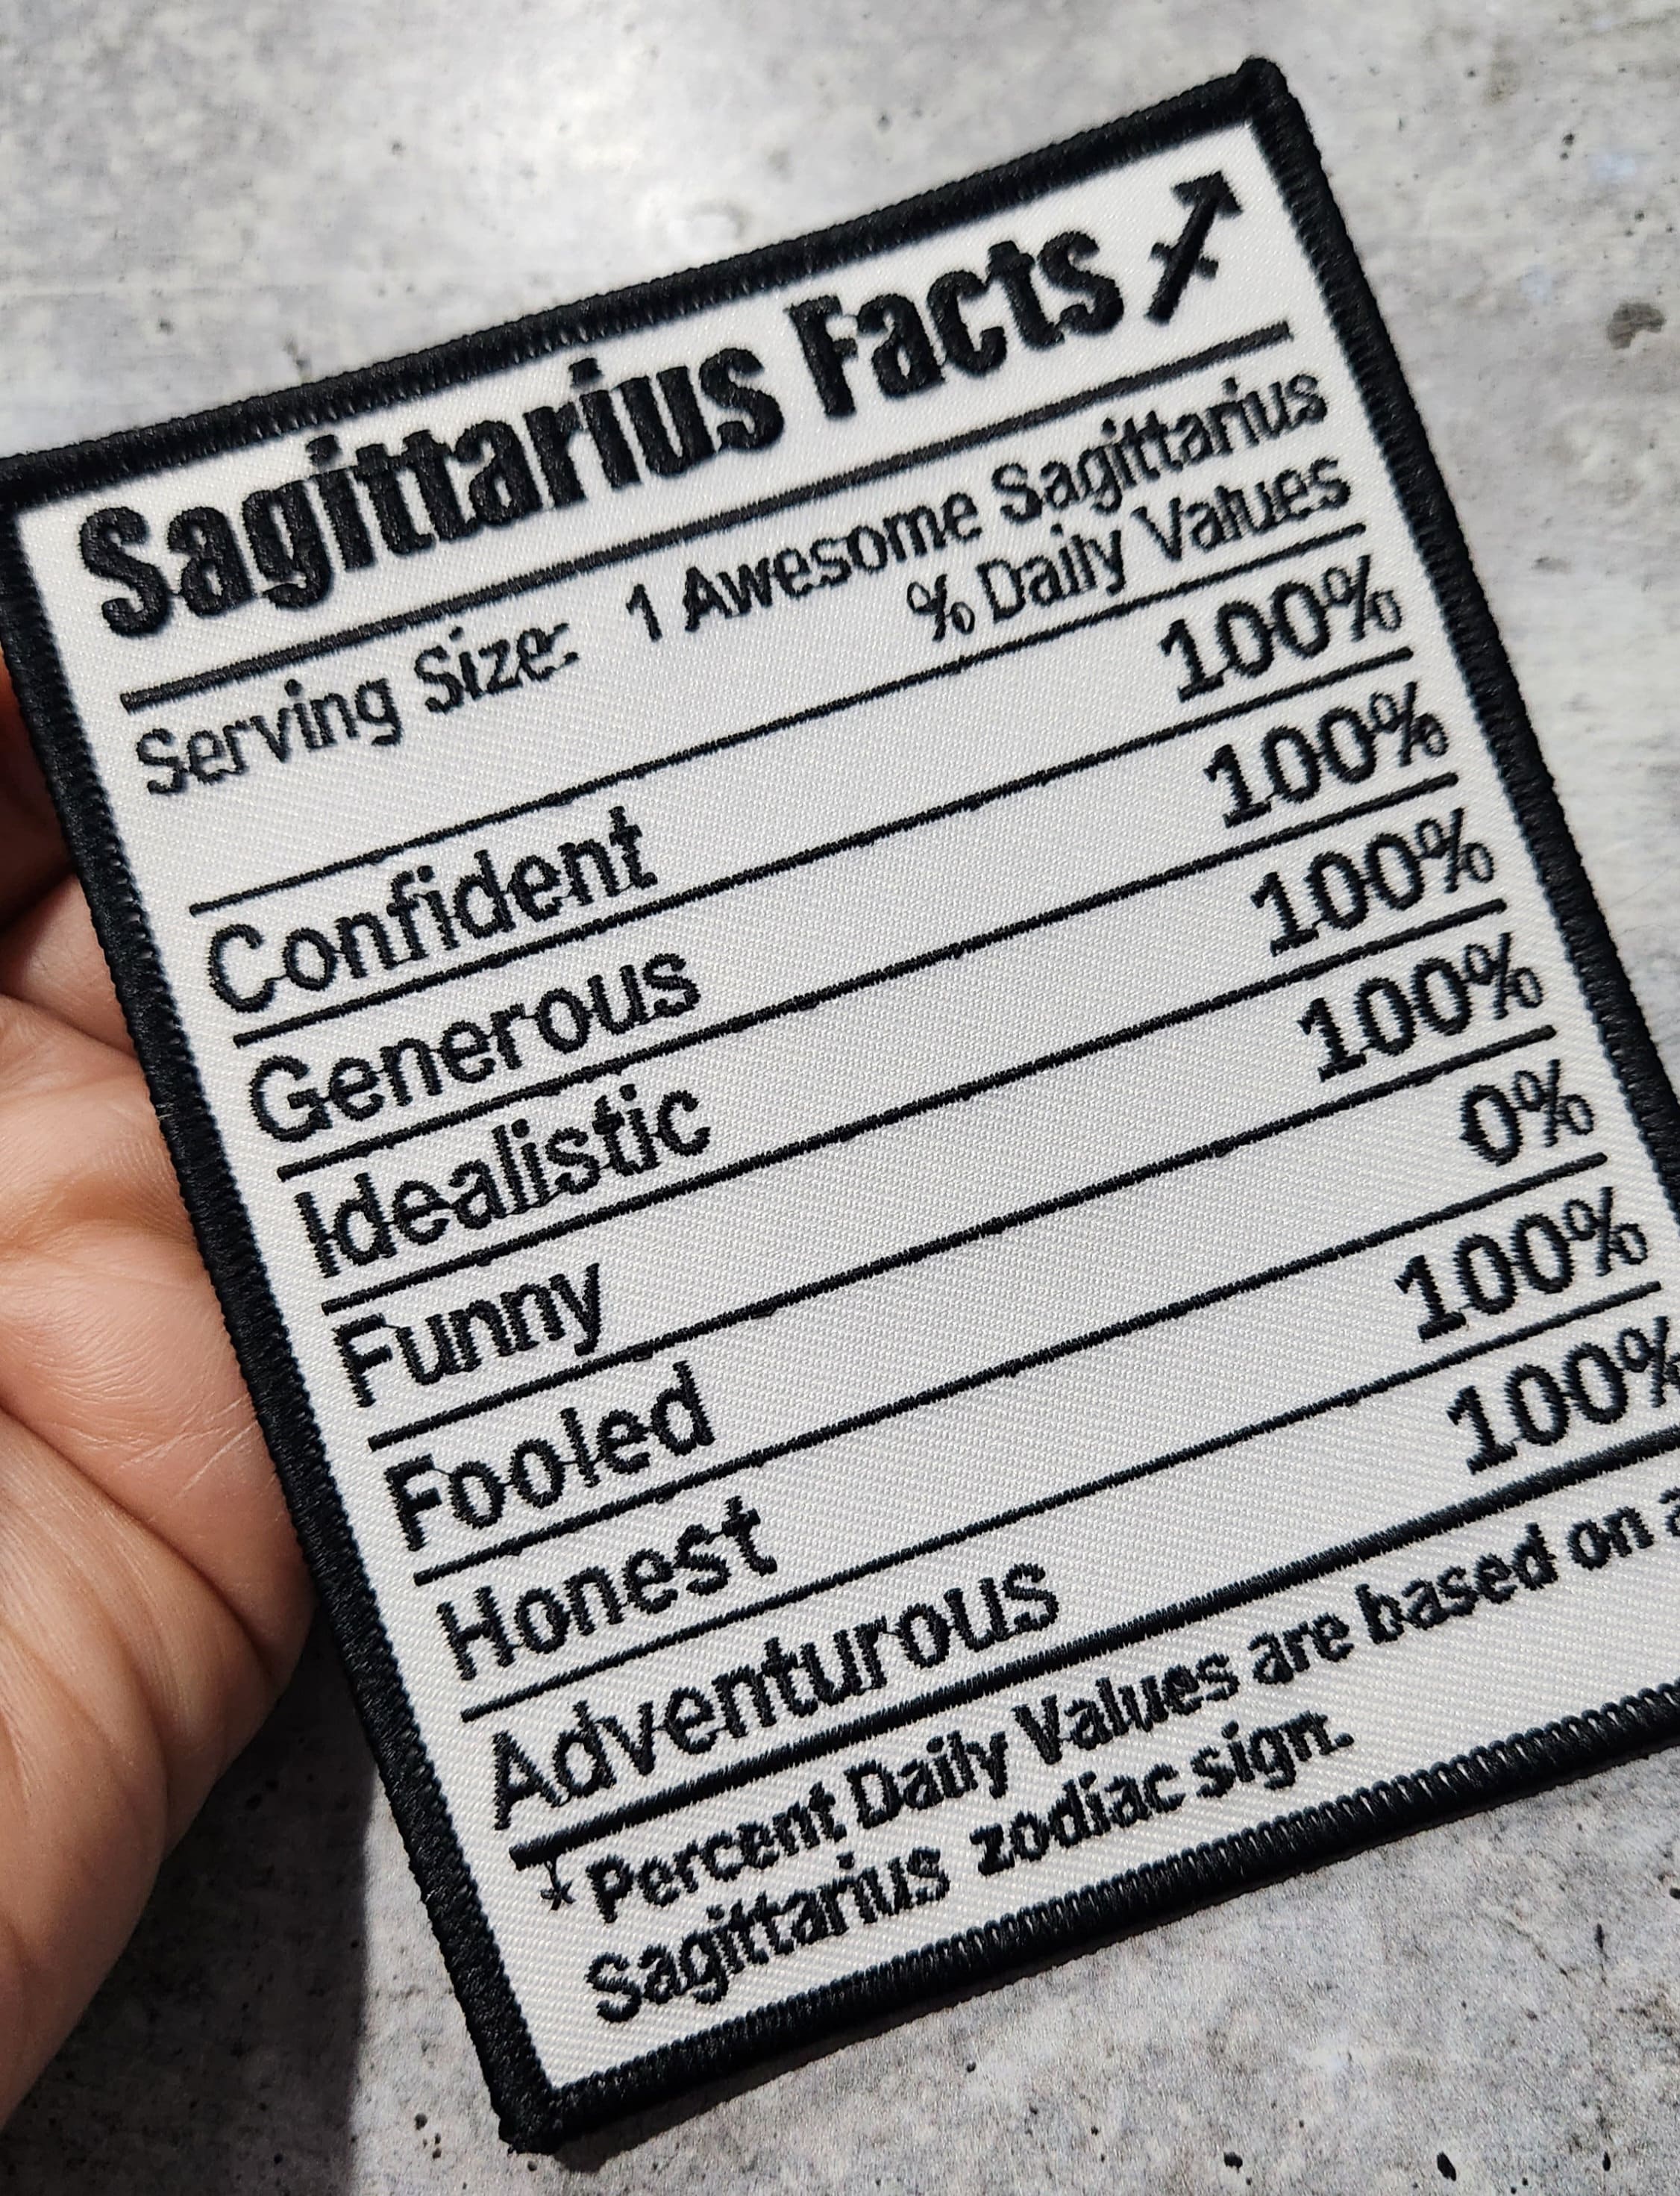 Sagittarius Facts ♐
Serving Size: 1 Awesome Sagittarius
% Daily Values
Confident 100%
Generous 100%
Idealistic 100%
Funny 100%
Fooled 0%
Honest 100%
Adventurous 100%
* Percent Daily Values are based on a
Sagittarius zodiac sign.